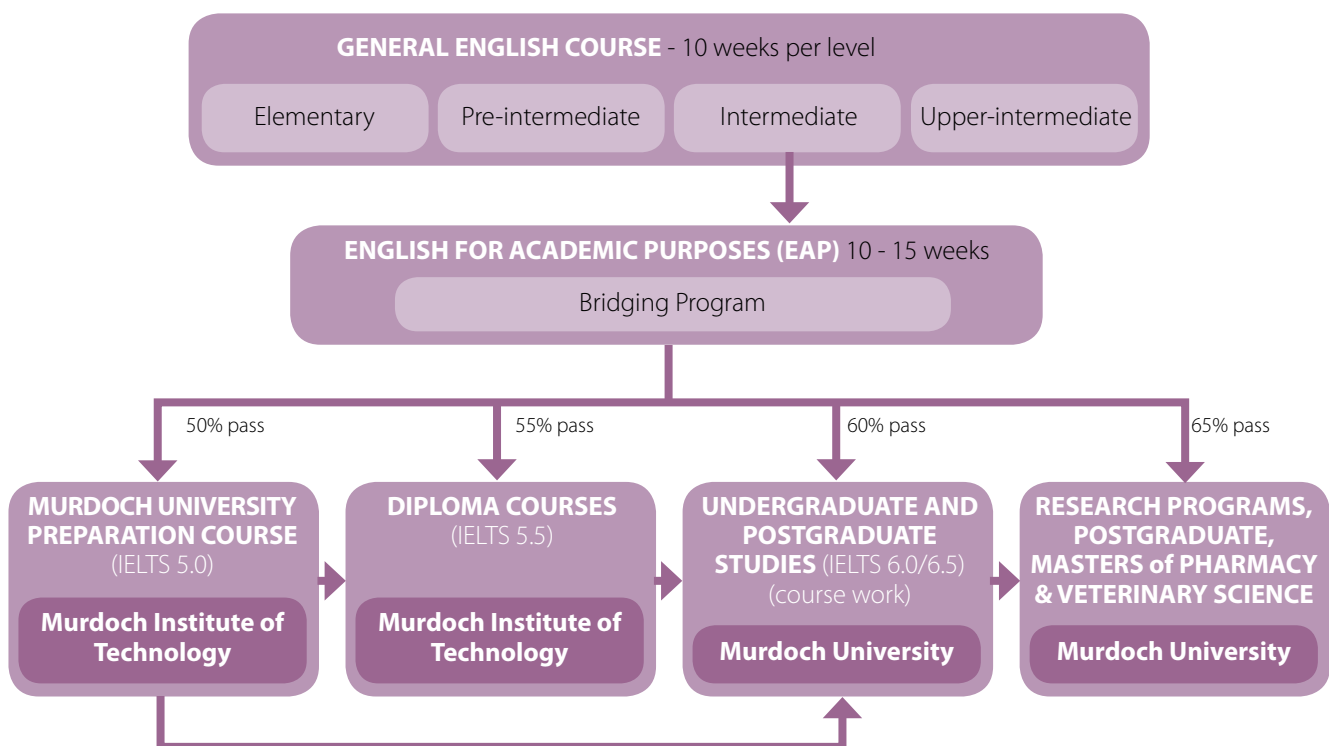 GENERAL ENGLISH COURSE - 10 weeks per level
Elementary
Pre-intermediate
Intermediate
Upper-intermediate
ENGLISH FOR ACADEMIC PURPOSES (EAP) 10 - 15 weeks
Bridging Program
50% pass
55% pass
60% pass
65% pass
MURDOCH UNIVERSITY
PREPARATION COURSE
(IELTS 5.0)
Murdoch Institute of
Technology
DIPLOMA COURSES
(IELTS 5.5)
Murdoch Institute of
Technology
UNDERGRADUATE AND
POSTGRADUATE
STUDIES (IELTS 6.0/6.5)
(course work)
Murdoch University
RESEARCH PROGRAMS,
POSTGRADUATE,
MASTERS of PHARMACY
& VETERINARY SCIENCE
Murdoch University